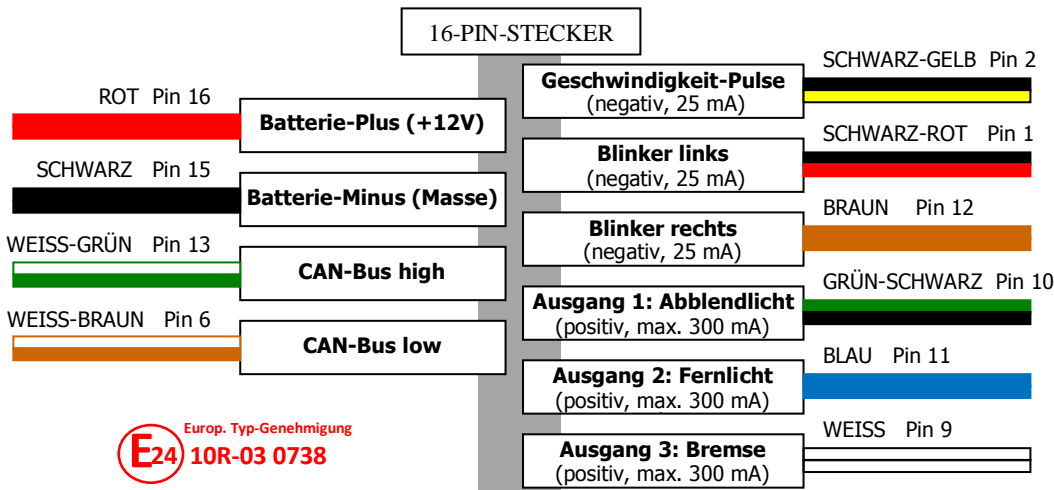 16-PIN-STECKER
ROT Pin 16
Batterie-Plus (+12V)
SCHWARZ Pin 15
Batterie-Minus (Masse)
WEISS-GRÜN Pin 13
CAN-Bus high
WEISS-BRAUN Pin 6
CAN-Bus low
Geschwindigkeit-Pulse
(negativ, 25 mA)
SCHWARZ-GELB Pin 2
Blinker links
(negativ, 25 mA)
SCHWARZ-ROT Pin 1
Blinker rechts
(negativ, 25 mA)
BRAUN Pin 12
Ausgang 1: Abblendlicht
(positiv, max. 300 mA)
GRÜN-SCHWARZ Pin 10
Ausgang 2: Fernlicht
(positiv, max. 300 mA)
BLAU Pin 11
Ausgang 3: Bremse
(positiv, max. 300 mA)
WEISS Pin 9
Europ. Typ-Genehmigung
E24 10R-03 0738